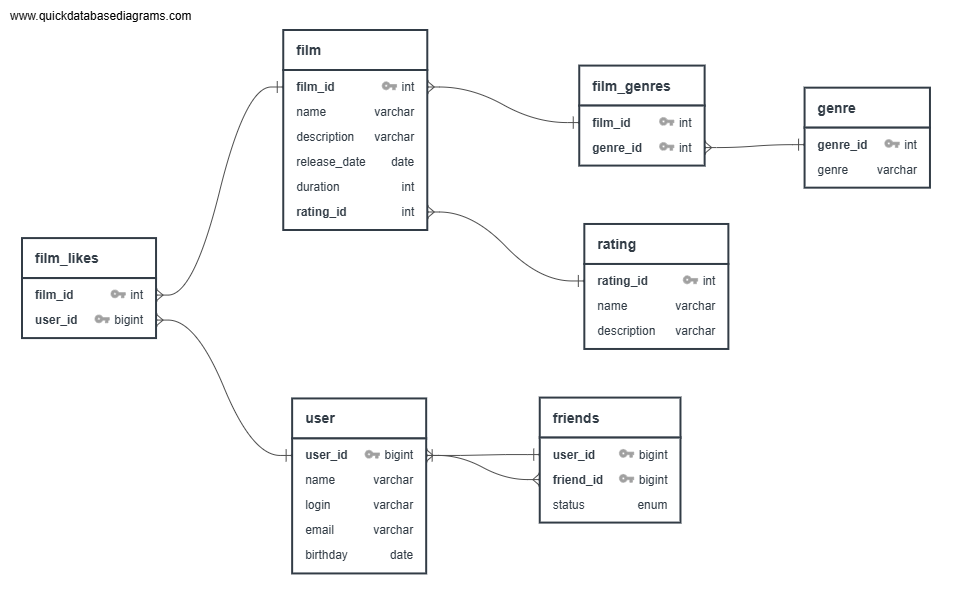 www.quickdatabasediagrams.com
film
film_id int
name varchar
description varchar
release_date date
duration int
rating_id int
film_genres
film_id int
genre_id int
genre
genre_id int
genre varchar
rating
rating_id int
name varchar
description varchar
film_likes
film_id int
user_id bigint
user
user_id bigint
name varchar
login varchar
email varchar
birthday date
friends
user_id bigint
friend_id bigint
status enum